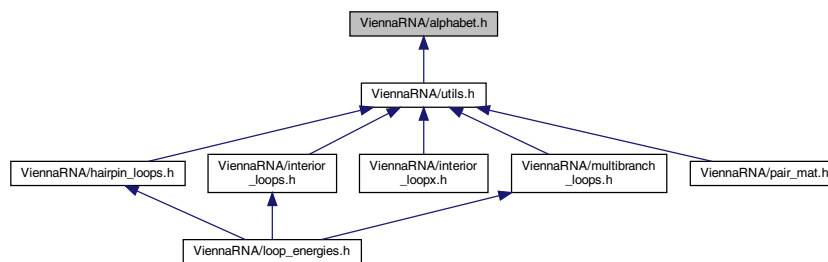 ViennaRNA/alphabet.h
ViennaRNA/utils.h
ViennaRNA/hairpin_loops.h
ViennaRNA/interior
_loops.h
ViennaRNA/interior
_loopx.h
ViennaRNA/multibranch
_loops.h
ViennaRNA/pair_mat.h
ViennaRNA/loop_energies.h